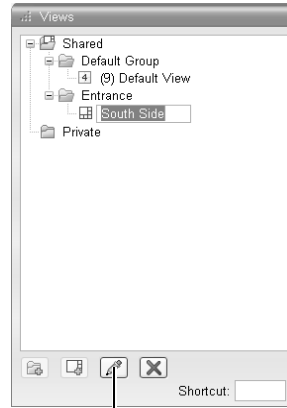 Views
Shared
Default Group
4 (9) Default View
Entrance
South Side
Private
Shortcut: